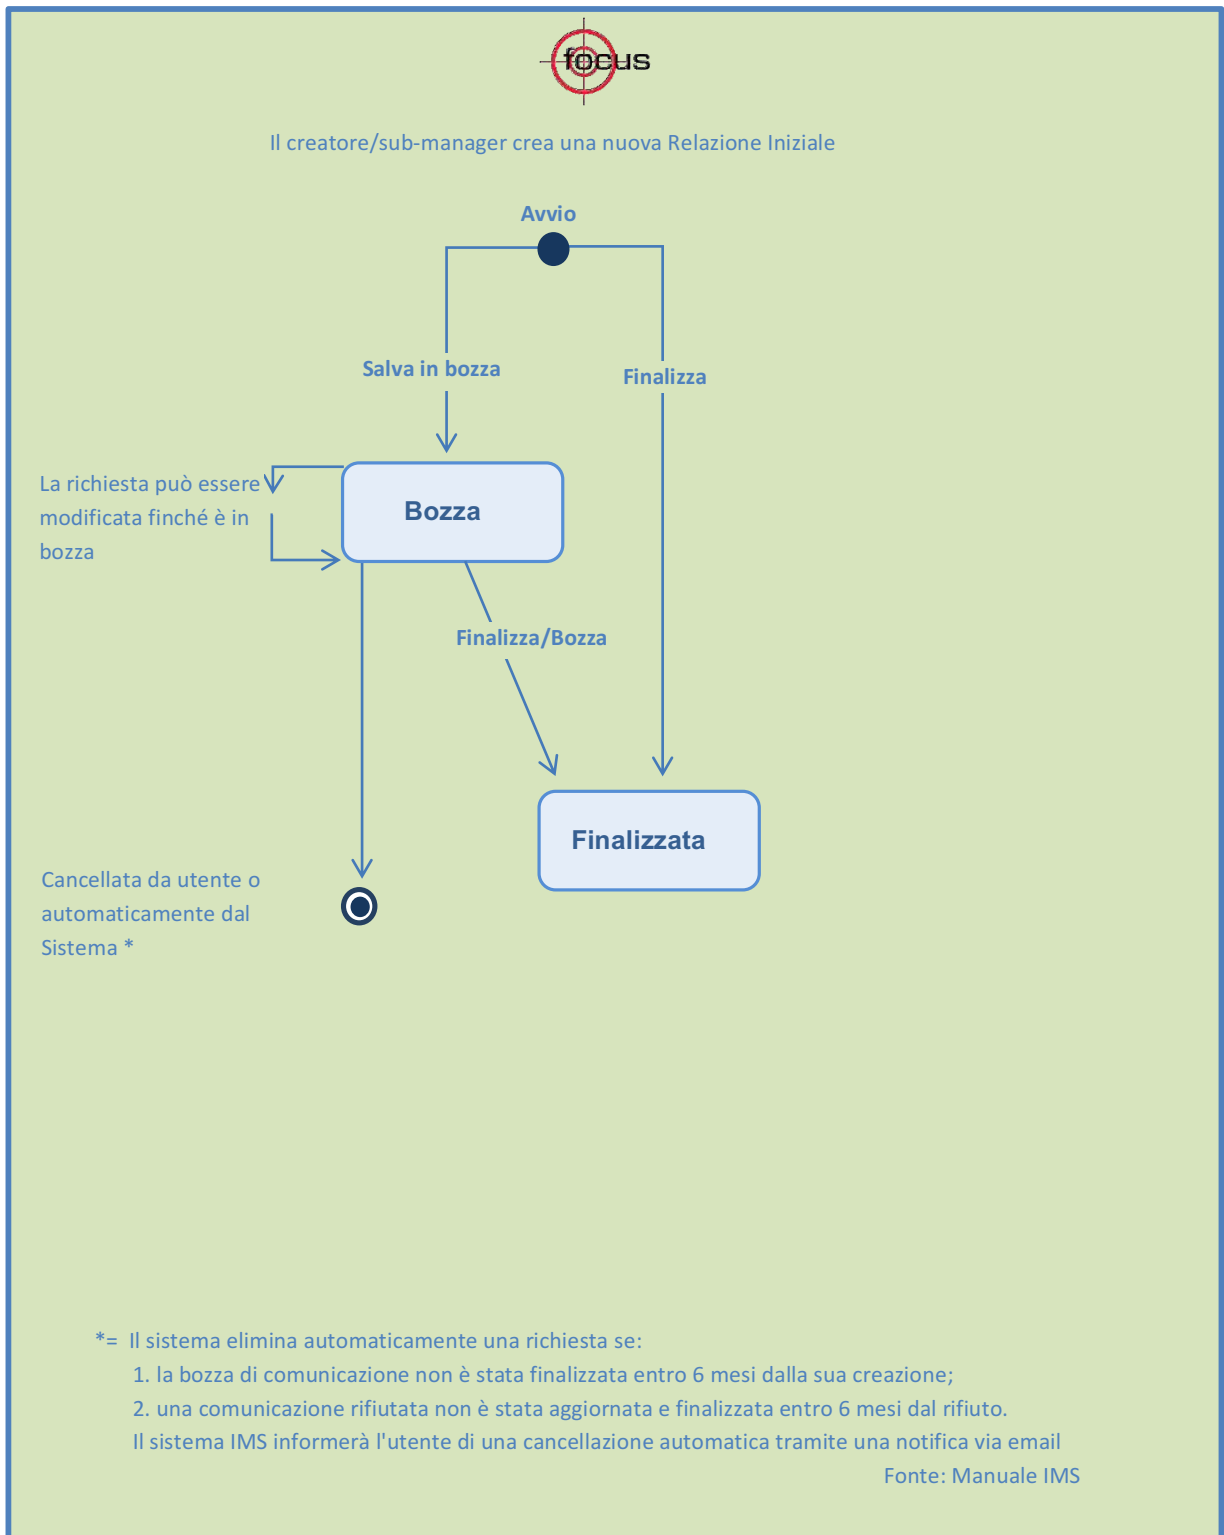 focus
Il creatore/sub-manager crea una nuova Relazione Iniziale
Avvio
Salva in bozza
Finalizza
La richiesta può essere
modificata finché è in
bozza
Bozza
Finalizza/Bozza
Finalizzata
Cancellata da utente o
automaticamente dal
Sistema *
*= Il sistema elimina automaticamente una richiesta se:
1. la bozza di comunicazione non è stata finalizzata entro 6 mesi dalla sua creazione;
2. una comunicazione rifiutata non è stata aggiornata e finalizzata entro 6 mesi dal rifiuto.
Il sistema IMS informerà l'utente di una cancellazione automatica tramite una notifica via email
Fonte: Manuale IMS